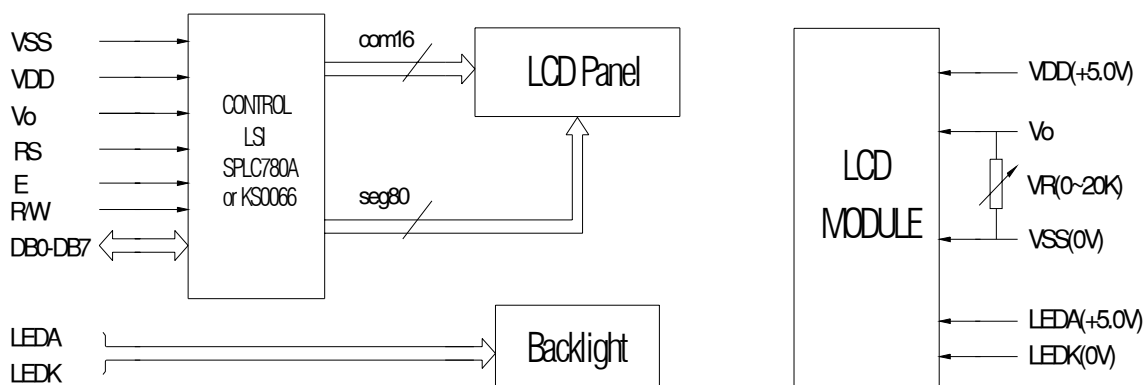 VSS
VDD
Vo
RS
E
R/W
DB0-DB7
LEDA
LEDK
CONTROL
LSI
SPLC780A
or KS0066
com16
seg80
LCD Panel
Backlight
LCD
MODULE
VDD(+5.0V)
Vo
VR(0~20K)
VSS(0V)
LEDA(+5.0V)
LEDK(0V)